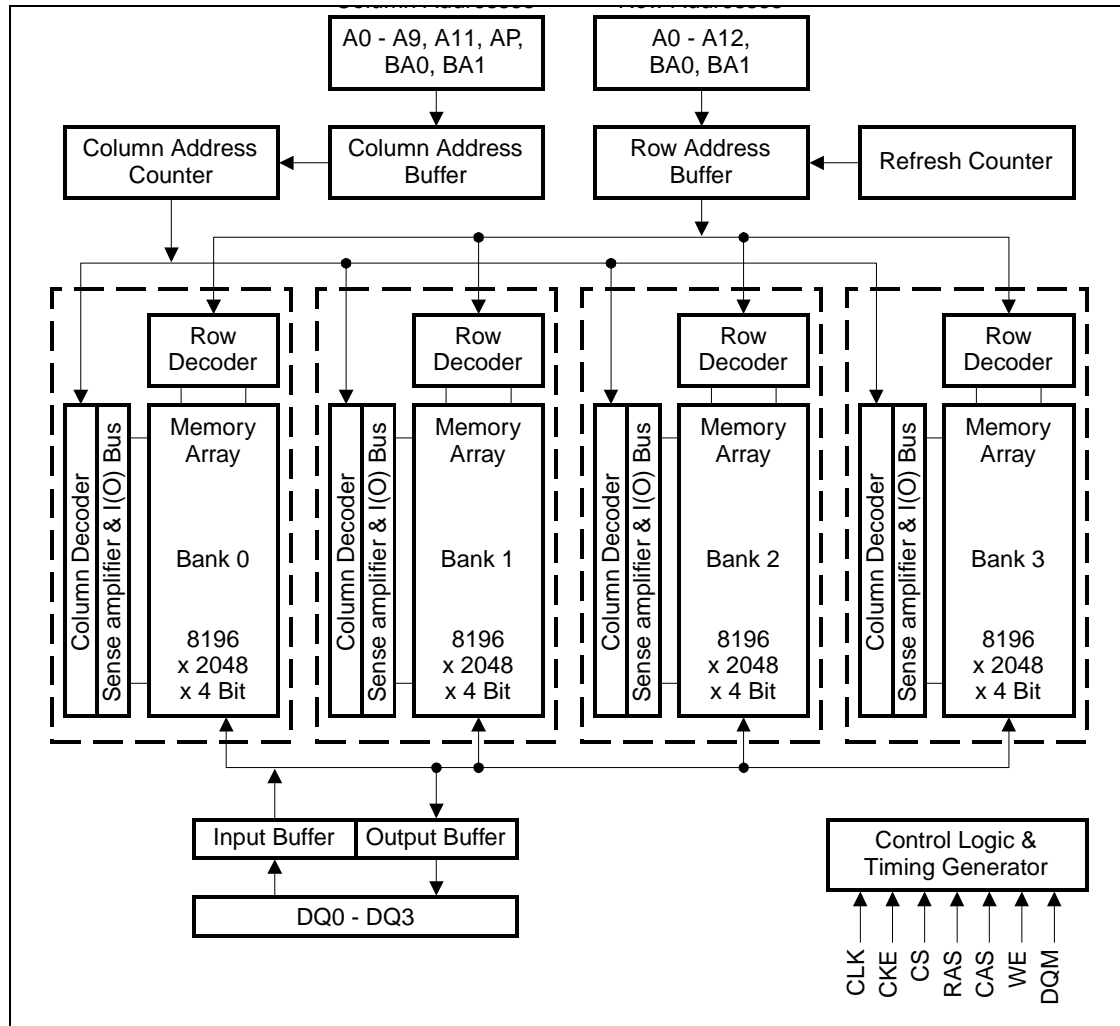 Column Addresses
Row Addresses
A0 - A9, A11, AP,
BA0, BA1
A0 - A12,
BA0, BA1
Column Address
Counter
Column Address
Buffer
Row Address
Buffer
Refresh Counter
Row
Decoder
Row
Decoder
Row
Decoder
Row
Decoder
Column Decoder
Sense amplifier & I(O) Bus
Memory
Array
Bank 0
8196
x 2048
x 4 Bit
Column Decoder
Sense amplifier & I(O) Bus
Memory
Array
Bank 1
8196
x 2048
x 4 Bit
Column Decoder
Sense amplifier & I(O) Bus
Memory
Array
Bank 2
8196
x 2048
x 4 Bit
Column Decoder
Sense amplifier & I(O) Bus
Memory
Array
Bank 3
8196
x 2048
x 4 Bit
Input Buffer
Output Buffer
DQ0 - DQ3
Control Logic &
Timing Generator
CLK
CKE
CS
RAS
CAS
WE
DQM